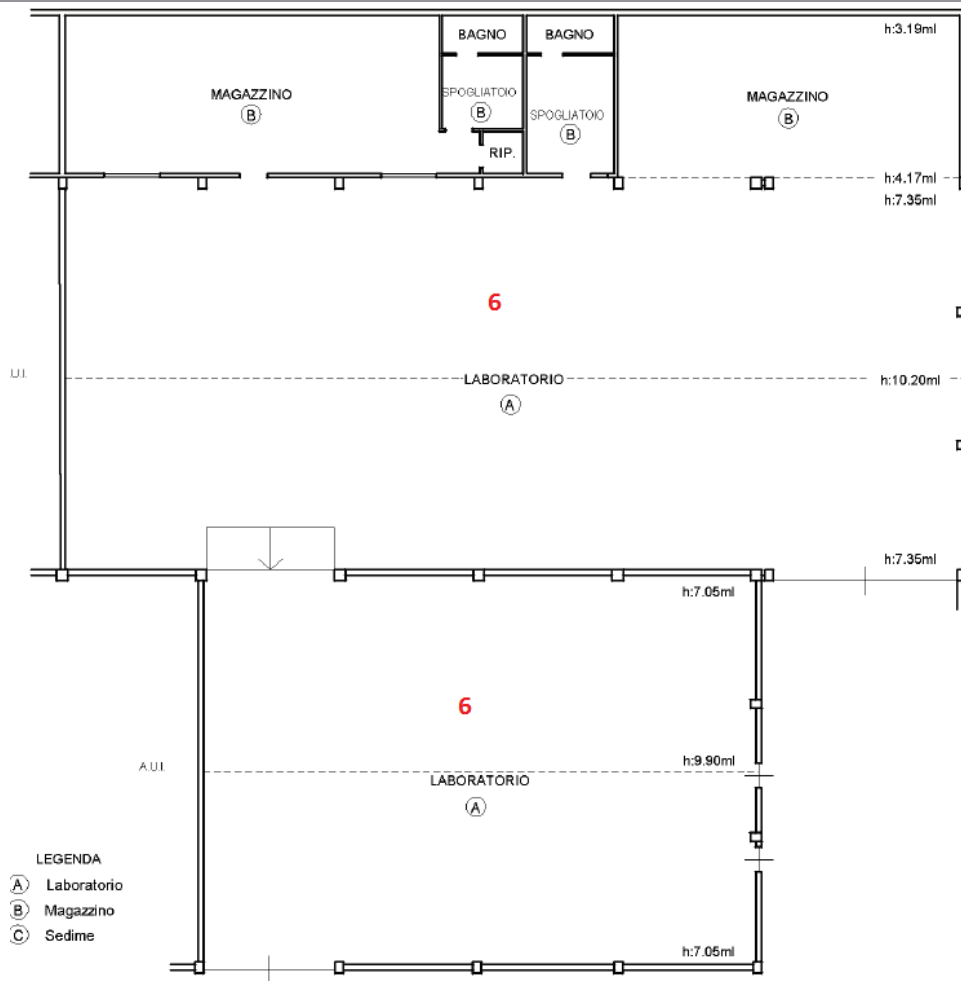 BAGNO
BAGNO
h:3.19ml
MAGAZZINO
B
SPOGLIATOIO
B
SPOGLIATOIO
B
MAGAZZINO
B
RIP.
h:4.17ml
h:7.35ml
6
U.I.
LABORATORIO
A
h:10.20ml
h:7.35ml
h:7.05ml
6
A.U.I.
h:9.90ml
LABORATORIO
A
LEGENDA
A Laboratorio
B Magazzino
C Sedime
h:7.05ml